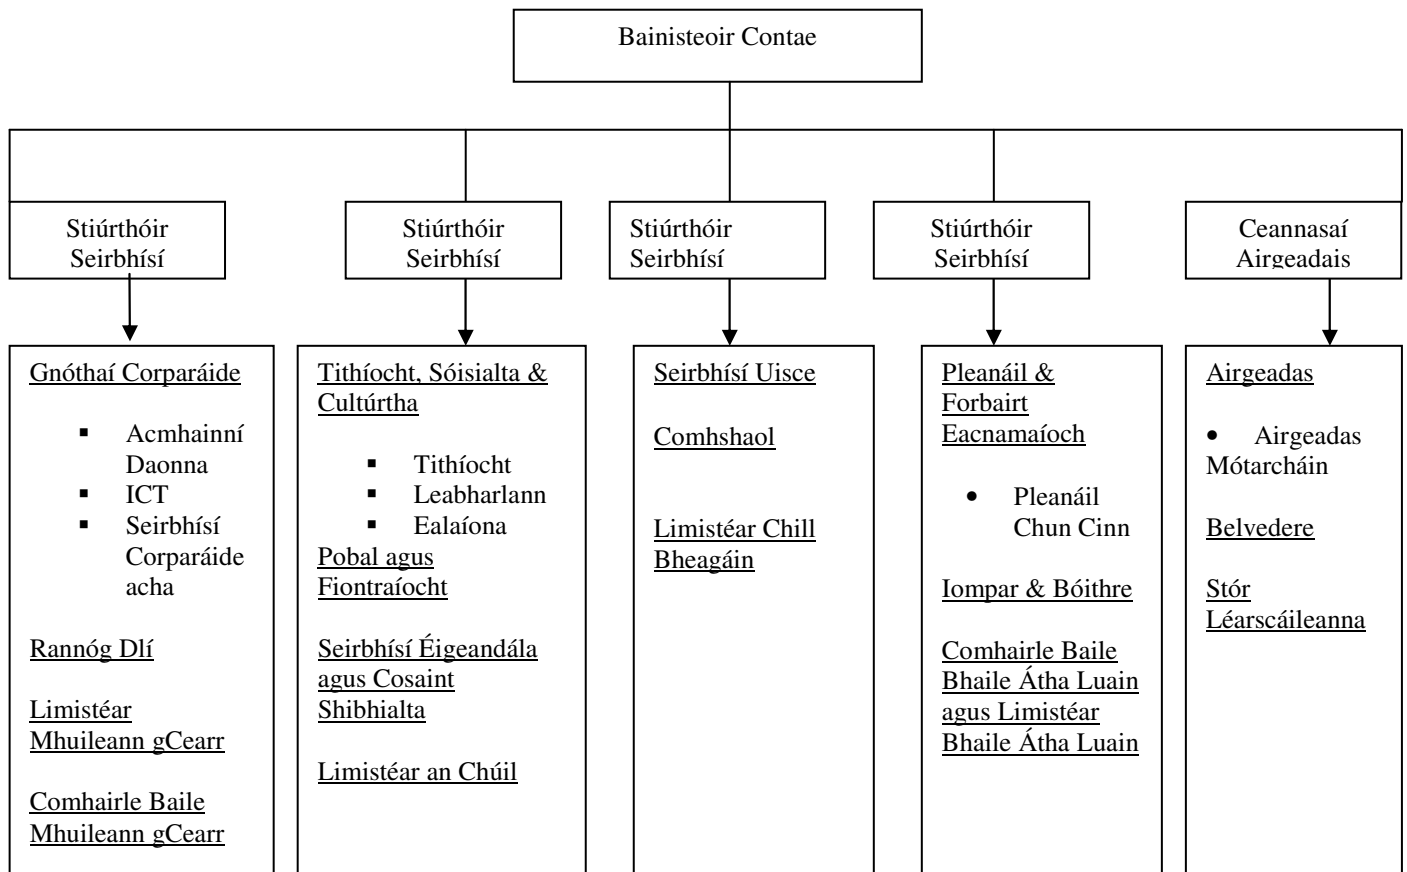 Bainisteoir Contae
Stiúrthóir
Seirbhísí
Stiúrthóir
Seirbhísí
Stiúrthóir
Seirbhísí
Stiúrthóir
Seirbhísí
Ceannasaí
Airgeadais
Gnóthaí Corparáide
▪ Acmhainní
Daonna
▪ ICT
▪ Seirbhísí
Corparáide
acha
Rannóg Dlí
Limistéar
Mhuileann gCearr
Comhairle Baile
Mhuileann gCearr
Tithíocht, Sóisialta &
Cultúrtha
▪ Tithíocht
▪ Leabharlann
▪ Ealaíona
Pobal agus
Fiontraíocht
Seirbhísí Éigeandála
agus Cosaint
Shibhialta
Limistéar an Chúil
Seirbhísí Uisce
Comhshaol
Limistéar Chill
Bheagáin
Pleanáil &
Forbairt
Eacnamaíoch
• Pleanáil
Chun Cinn
Iompar & Bóithre
Comhairle Baile
Bhaile Átha Luain
agus Limistéar
Bhaile Átha Luain
Airgeadas
• Airgeadas
Mótarcháin
Belvedere
Stór
Léarscáileanna